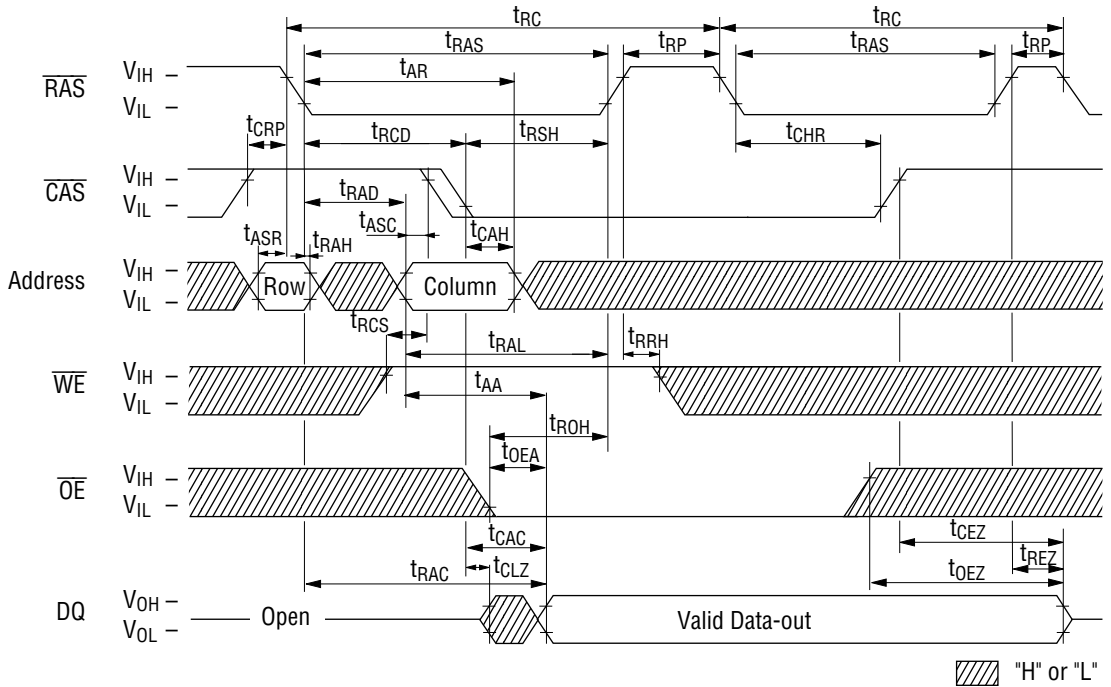 tRC tRC
tRAS tRP tRAS tRP
tAR
RAS VIH –
VIL –
tCRP tRCD tRSH tCHR
CAS VIH –
VIL –
tRAD
tASC
tCAH
tASR tRAH
Address VIH –
VIL –
Row Column
tRCS
tRAL tRRH
WE VIH –
VIL –
tAA
tROH
tOEA
OE VIH –
VIL –
tCAC tCEZ
tREZ
tRAC tCLZ tOEZ
DQ VOH –
VOL –
Open Valid Data-out
"H" or "L"